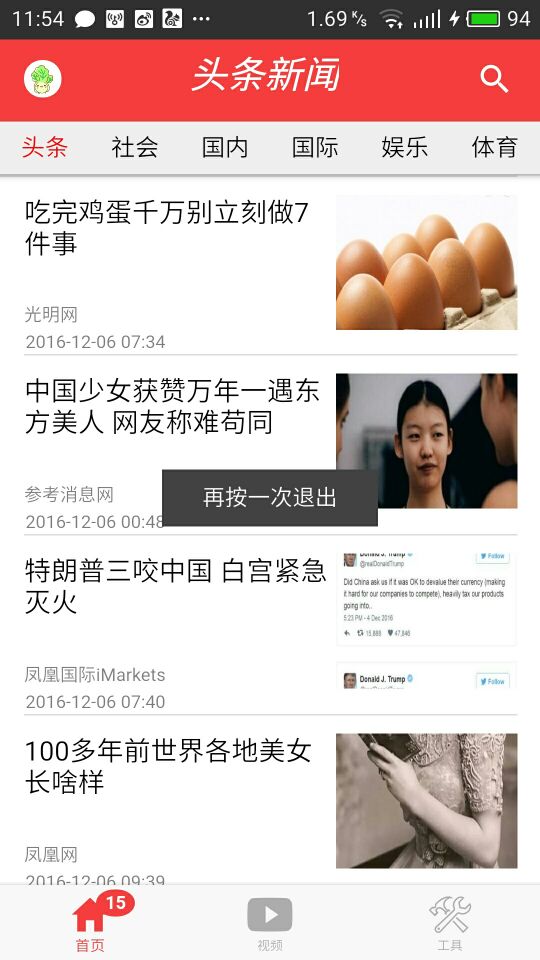 11:54
1.69 K/s
94
头条新闻
头条 社会 国内 国际 娱乐 体育
吃完鸡蛋千万别立刻做7
件事
光明网
2016-12-06 07:34
中国少女获赞万年一遇东
方美人 网友称难苟同
参考消息网
2016-12-06 00:48
再按一次退出
特朗普三咬中国 白宫紧急
灭火
凤凰国际iMarkets
2016-12-06 07:40
Donald J. Trump
@realDonaldTrump
Follow
Did China ask us if it was OK to devalue their currency (making
it hard for our companies to compete), heavily tax our products
going into..
5:23 PM - 4 Dec 2016
15,888 47,846
Donald J. Trump
Follow
100多年前世界各地美女
长啥样
凤凰网
2016-12-06 09:39
15
首页 视频 工具